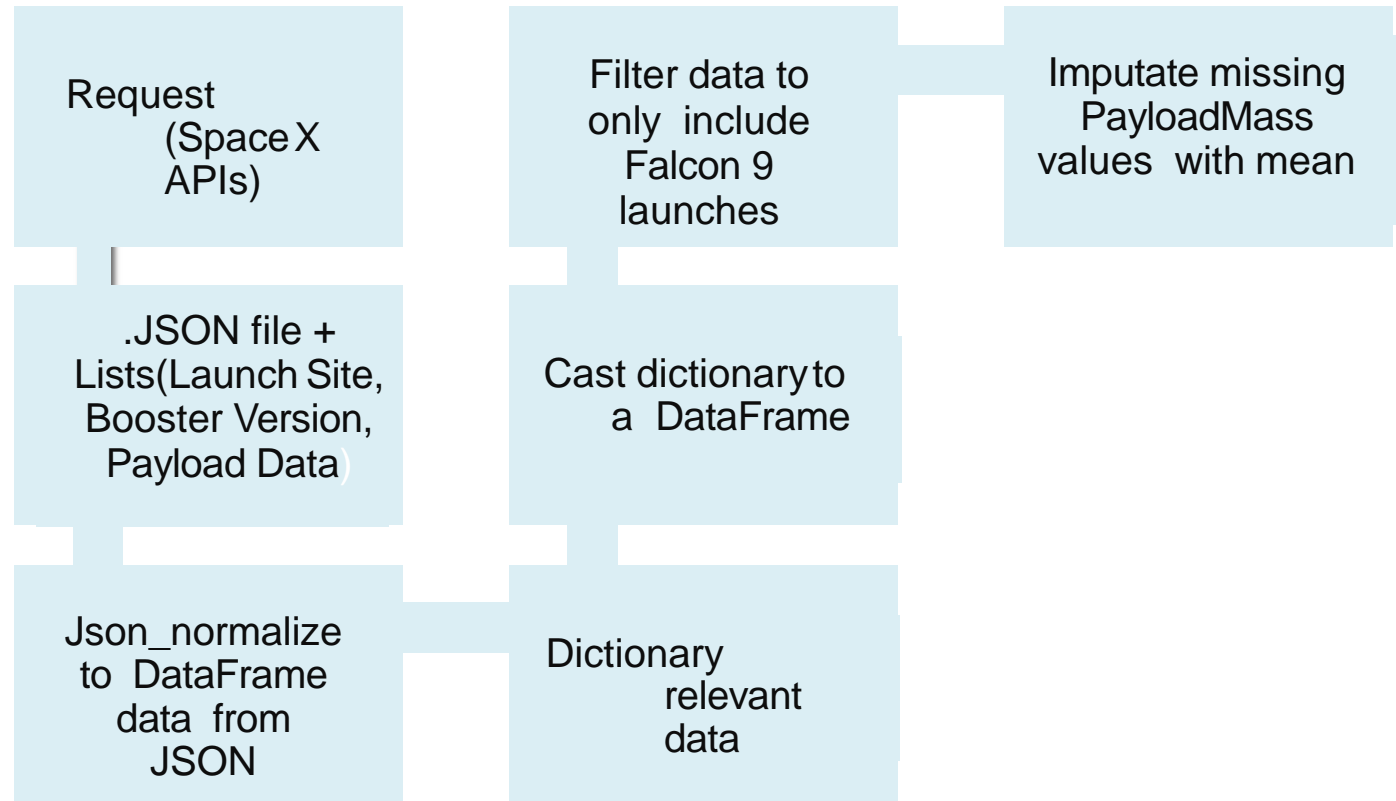 Request
(Space X
APIs)
.JSON file +
Lists(Launch Site,
Booster Version,
Payload Data)
Json_normalize
to DataFrame
data from
JSON
Dictionary
relevant
data
Cast dictionary to
a DataFrame
Filter data to
only include
Falcon 9
launches
Imputate missing
PayloadMass
values with mean